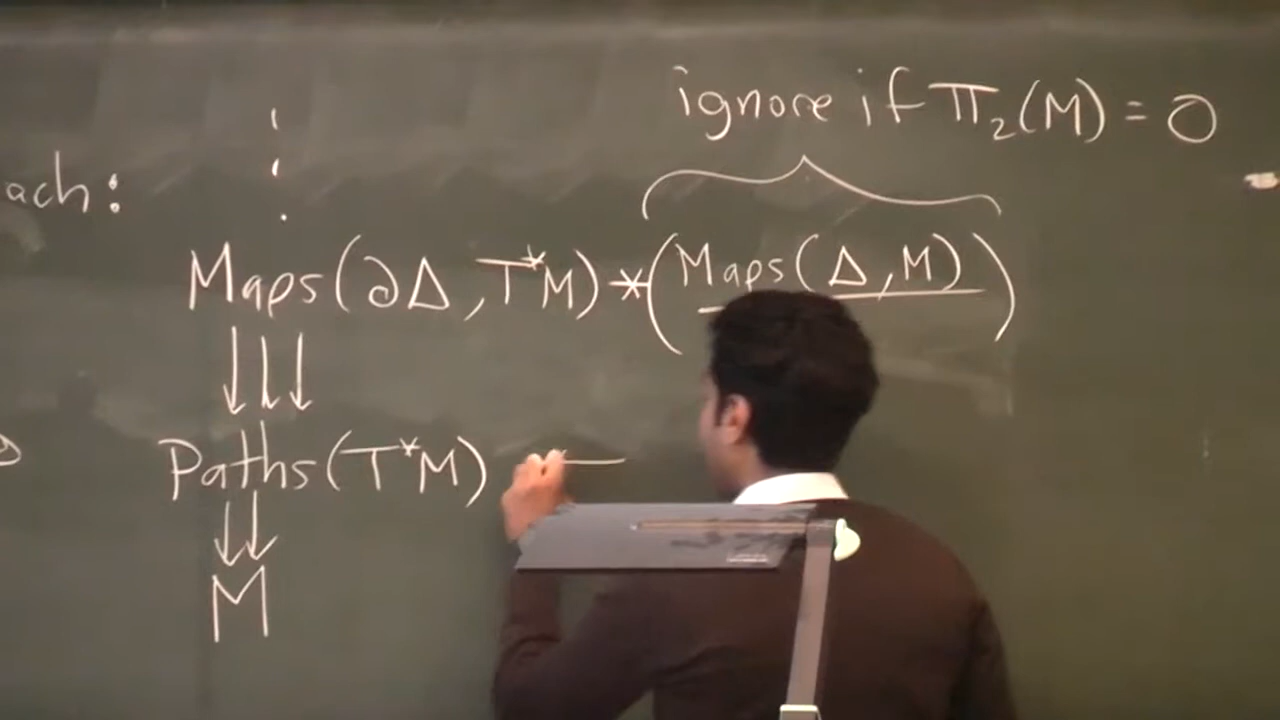 ignore if π₂(M) = 0
ach:
Maps(∂Δ, T*M) * (Maps(Δ, M))
↓↓↓
Paths(T*M) ←
↓↓
M